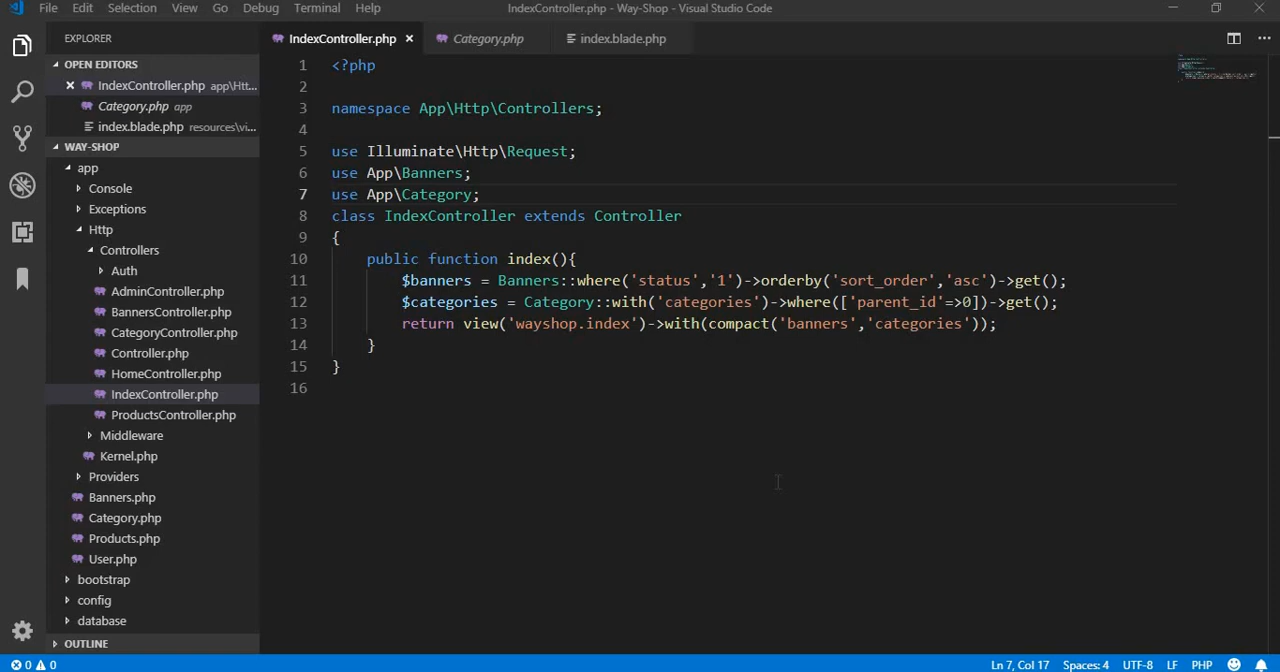 File Edit Selection View Go Debug Terminal Help IndexController.php - Way-Shop - Visual Studio Code
EXPLORER
OPEN EDITORS
IndexController.php app\Htt...
Category.php app
index.blade.php resources\vi...
WAY-SHOP
app
Console
Exceptions
Http
Controllers
Auth
AdminController.php
BannersController.php
CategoryController.php
Controller.php
HomeController.php
IndexController.php
ProductsController.php
Middleware
Kernel.php
Providers
Banners.php
Category.php
Products.php
User.php
bootstrap
config
database
OUTLINE
IndexController.php Category.php index.blade.php
1 <?php
2
3 namespace App\Http\Controllers;
4
5 use Illuminate\Http\Request;
6 use App\Banners;
7 use App\Category;
8 class IndexController extends Controller
9 {
10 public function index(){
11 $banners = Banners::where('status','1')->orderby('sort_order','asc')->get();
12 $categories = Category::with('categories')->where(['parent_id'=>0])->get();
13 return view('wayshop.index')->with(compact('banners','categories'));
14 }
15 }
16
0 0 Ln 7, Col 17 Spaces: 4 UTF-8 LF PHP